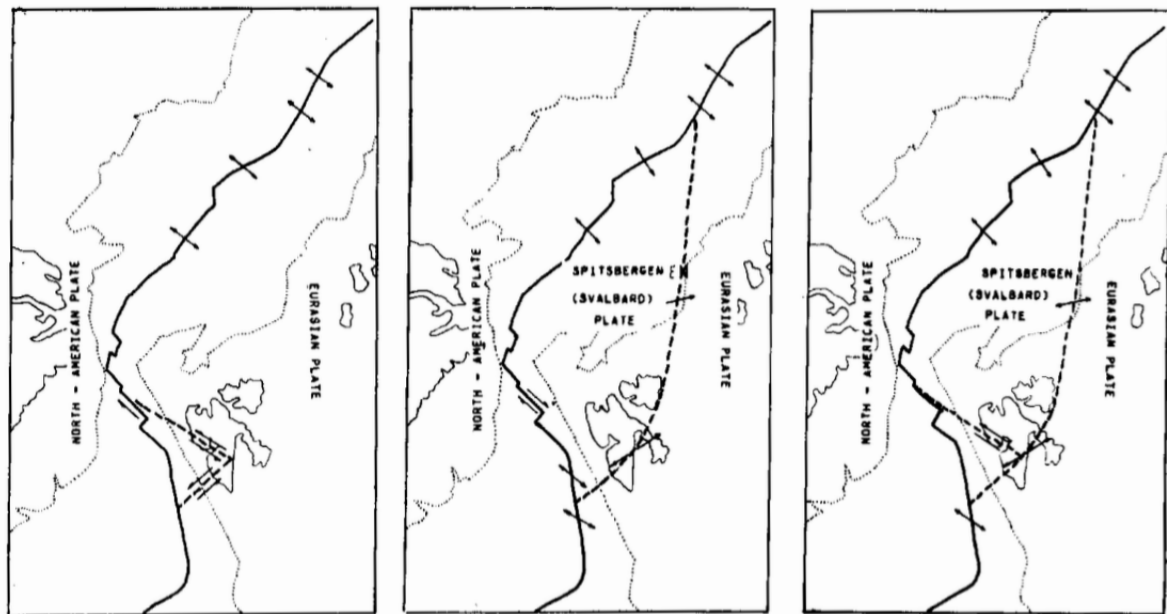 NORTH - AMERICAN PLATE
EURASIAN PLATE
NORTH - AMERICAN PLATE
SPITSBERGEN
(SVALBARD)
PLATE
EURASIAN PLATE
NORTH - AMERICAN PLATE
SPITSBERGEN
(SVALBARD)
PLATE
EURASIAN PLATE